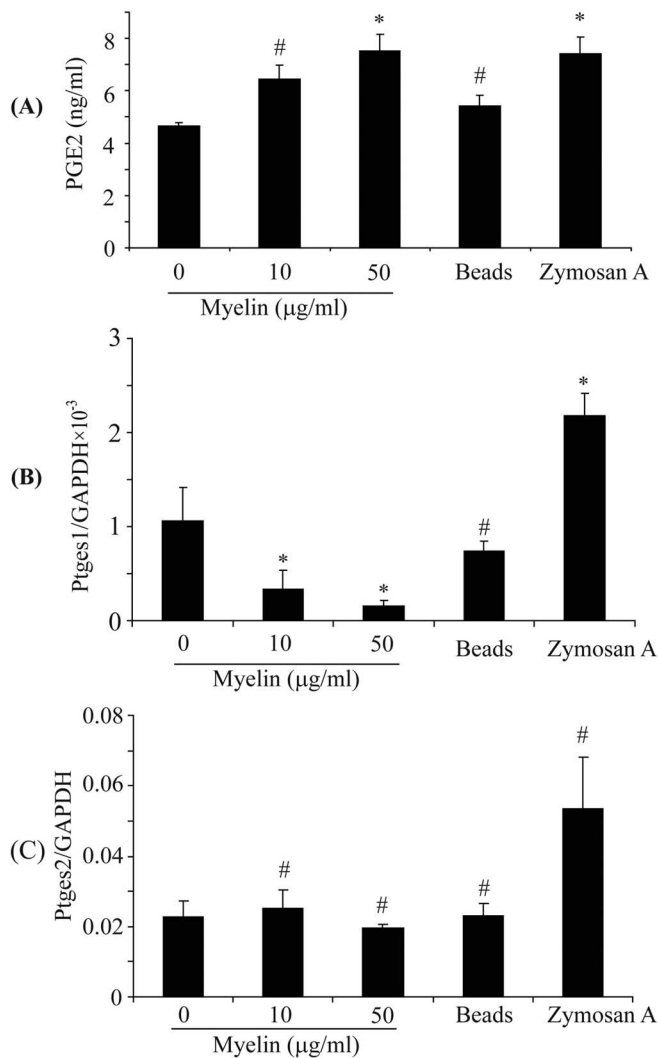 (A)
PGE2 (ng/ml)
8
6
4
2
0
#
*
#
*
0 10 50 Beads Zymosan A
Myelin (μg/ml)
(B)
Ptges1/GAPDH×10⁻³
3
2
1
0
*
*
#
*
0 10 50 Beads Zymosan A
Myelin (μg/ml)
(C)
Ptges2/GAPDH
0.08
0.06
0.04
0.02
0
#
#
#
#
0 10 50 Beads Zymosan A
Myelin (μg/ml)